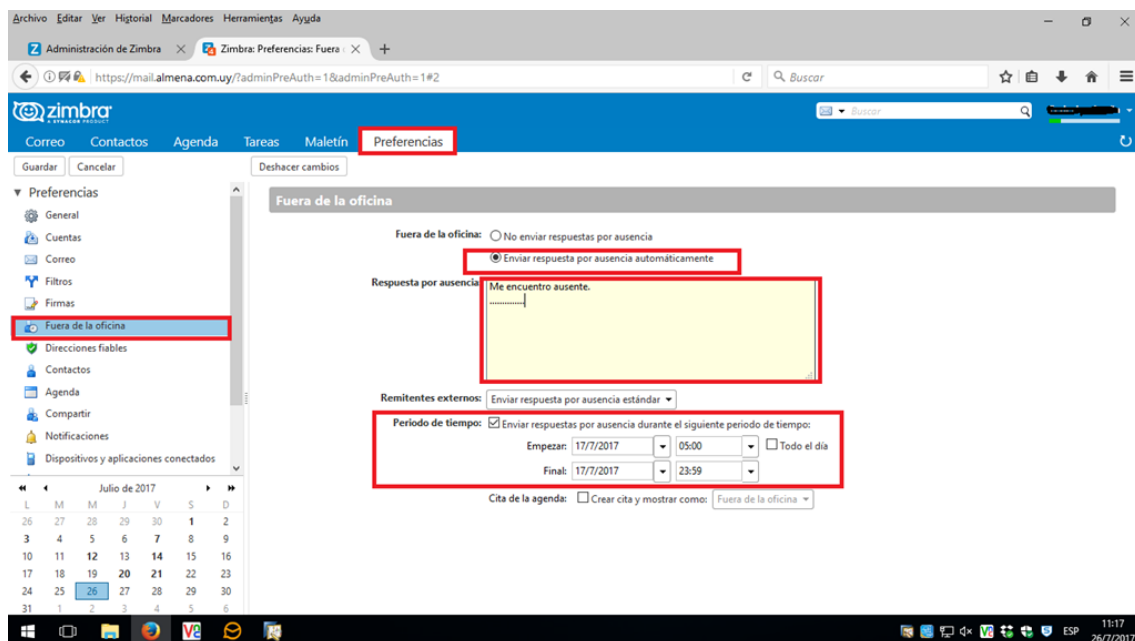 Archivo Editar Ver Historial Marcadores Herramientas Ayuda
Administración de Zimbra
Zimbra: Preferencias: Fuera
https://mail.almena.com.uy/?adminPreAuth=1&adminPreAuth=1#2
Buscar
zimbra
A SYNACOR PRODUCT
Buscar
Correo Contactos Agenda Tareas Maletín Preferencias
Guardar Cancelar Deshacer cambios
Preferencias
General
Cuentas
Correo
Filtros
Firmas
Fuera de la oficina
Direcciones fiables
Contactos
Agenda
Compartir
Notificaciones
Dispositivos y aplicaciones conectados
Fuera de la oficina
Fuera de la oficina: No enviar respuestas por ausencia
Enviar respuesta por ausencia automáticamente
Respuesta por ausencia
Me encuentro ausente.
.............
Remitentes externos: Enviar respuesta por ausencia estándar
Periodo de tiempo: Enviar respuestas por ausencia durante el siguiente periodo de tiempo:
Empezar: 17/7/2017 05:00 Todo el día
Final: 17/7/2017 23:59
Cita de la agenda: Crear cita y mostrar como: Fuera de la oficina
Julio de 2017
L M M J V S D
26 27 28 29 30 1 2
3 4 5 6 7 8 9
10 11 12 13 14 15 16
17 18 19 20 21 22 23
24 25 26 27 28 29 30
31 1 2 3 4 5 6
ESP
11:17
26/7/2017